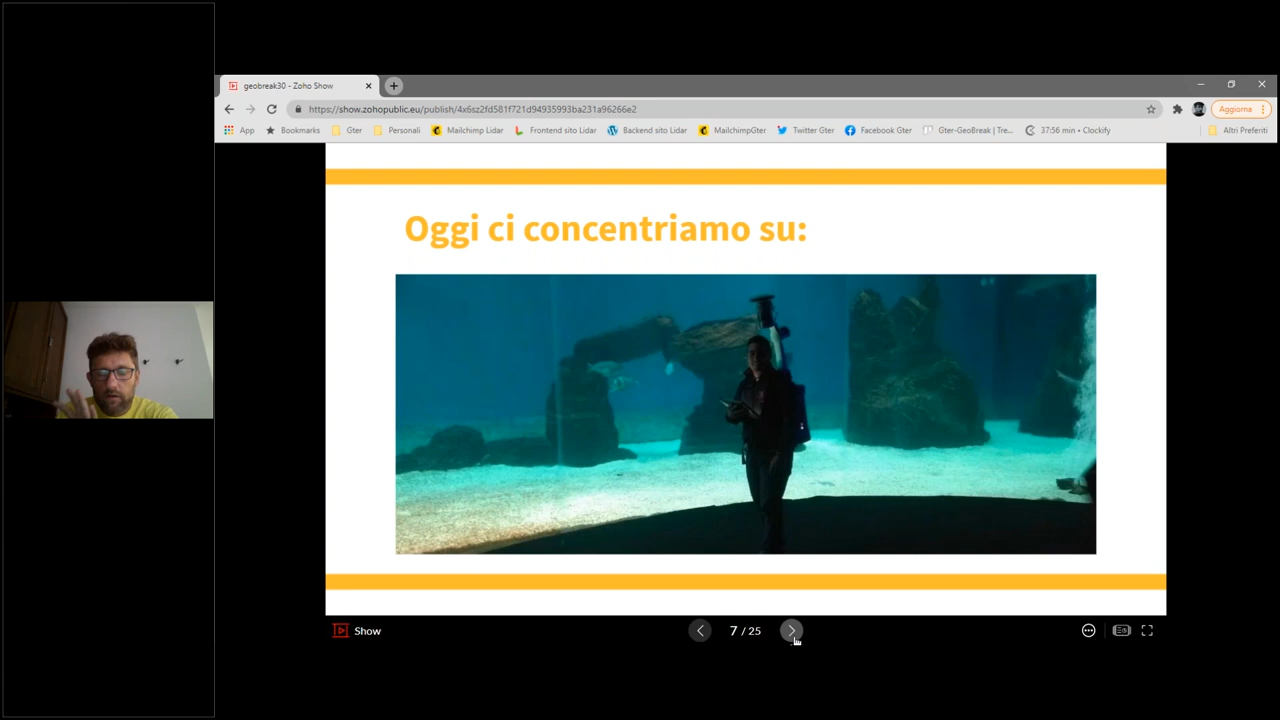 geobreak30 - Zoho Show
https://show.zohopublic.eu/publish/4x6sz2fd581f721d94935993ba231a96266e2
Aggiorna
App Bookmarks Gter Personali Mailchimp Lidar Frontend sito Lidar Backend sito Lidar MailchimpGter Twitter Gter Facebook Gter Gter-GeoBreak | Tre... 37:56 min • Clockify Altri Preferiti
Oggi ci concentriamo su:
Show 7 / 25